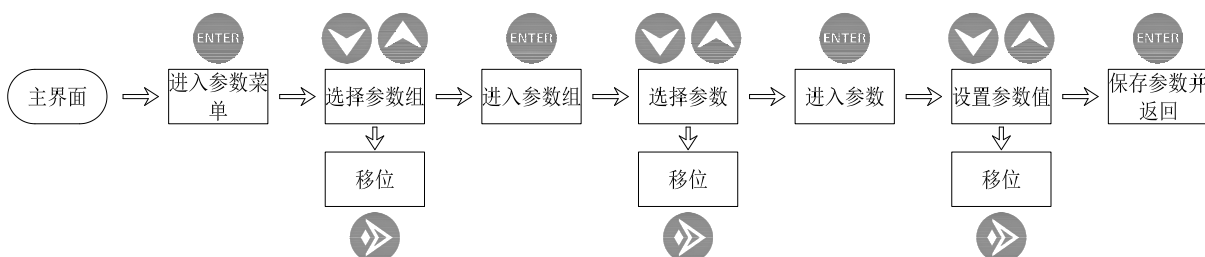 ENTER
ENTER
ENTER
ENTER
主界面
进入参数菜
单
选择参数组
进入参数组
选择参数
进入参数
设置参数值
保存参数并
返回
移位
移位
移位